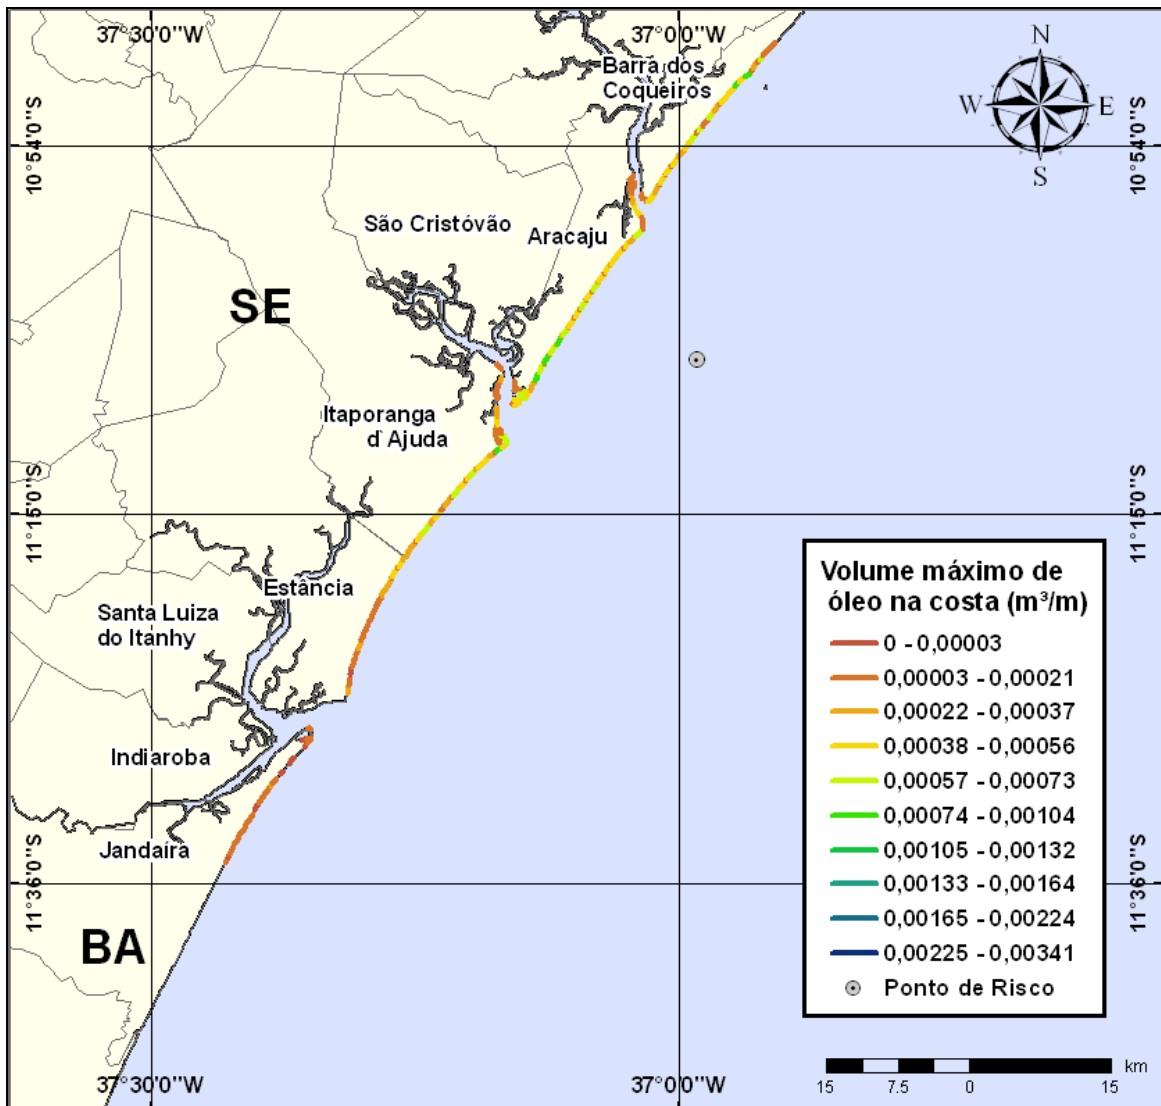 37°30'0"W
37°0'0"W
N
W
E
S
Barra dos
Coqueiros
10°54'0"S
10°54'0"S
São Cristóvão
Aracaju
SE
Itaporanga
d`Ajuda
11°15'0"S
11°15'0"S
Estância
Santa Luiza
do Itanhy
Indiaroba
Jandaíra
11°36'0"S
11°36'0"S
BA
Volume máximo de
óleo na costa (m³/m)
0 - 0,00003
0,00003 - 0,00021
0,00022 - 0,00037
0,00038 - 0,00056
0,00057 - 0,00073
0,00074 - 0,00104
0,00105 - 0,00132
0,00133 - 0,00164
0,00165 - 0,00224
0,00225 - 0,00341
Ponto de Risco
km
15 7.5 0 15
37°30'0"W
37°0'0"W